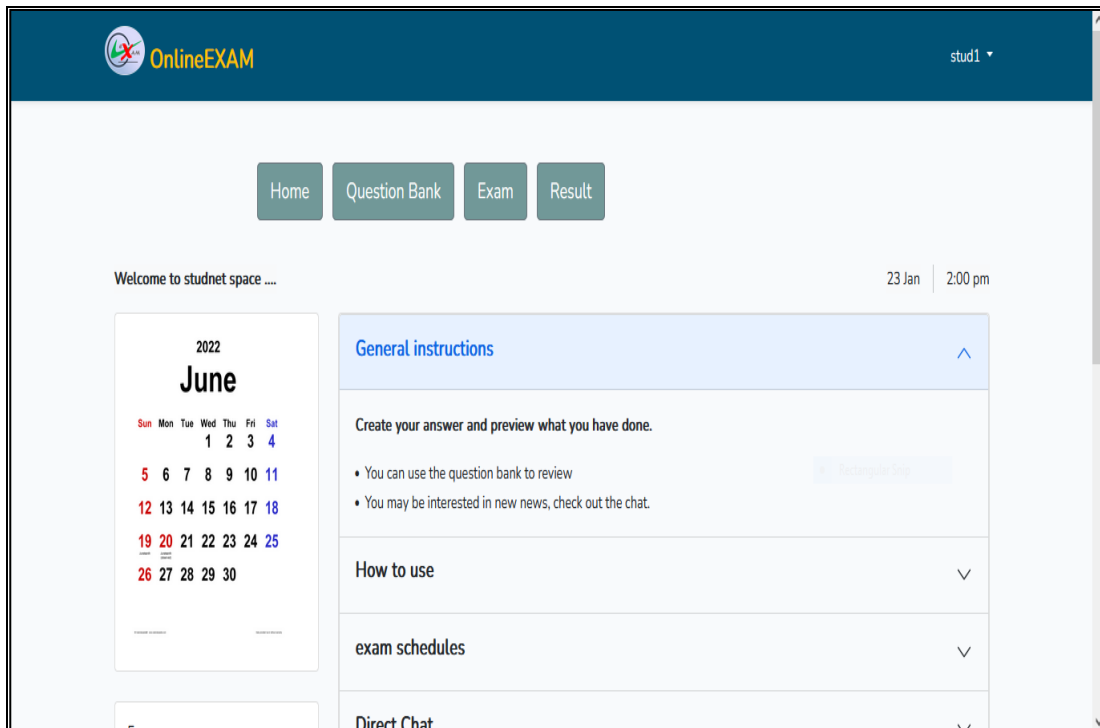 OnlineEXAM
stud1
Home Question Bank Exam Result
Welcome to studnet space ....
23 Jan 2:00 pm
2022
June
Sun Mon Tue Wed Thu Fri Sat
1 2 3 4
5 6 7 8 9 10 11
12 13 14 15 16 17 18
19 20 21 22 23 24 25
26 27 28 29 30
General instructions
Create your answer and preview what you have done.
• You can use the question bank to review
• You may be interested in new news, check out the chat.
Rectangular Snip
How to use
exam schedules
Direct Chat